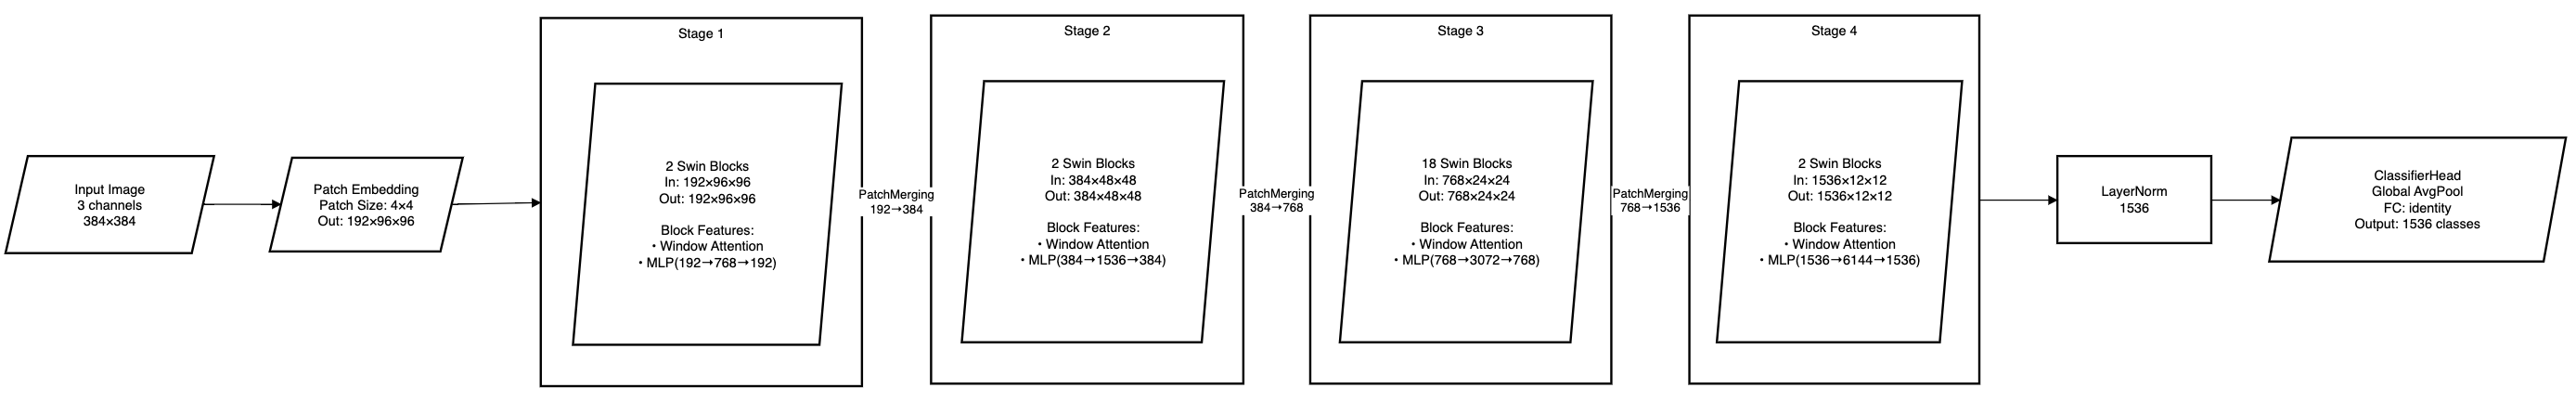 Input Image
3 channels
384×384
Patch Embedding
Patch Size: 4×4
Out: 192×96×96
Stage 1
2 Swin Blocks
In: 192×96×96
Out: 192×96×96
Block Features:
• Window Attention
• MLP(192→768→192)
PatchMerging
192→384
Stage 2
2 Swin Blocks
In: 384×48×48
Out: 384×48×48
Block Features:
• Window Attention
• MLP(384→1536→384)
PatchMerging
384→768
Stage 3
18 Swin Blocks
In: 768×24×24
Out: 768×24×24
Block Features:
• Window Attention
• MLP(768→3072→768)
PatchMerging
768→1536
Stage 4
2 Swin Blocks
In: 1536×12×12
Out: 1536×12×12
Block Features:
• Window Attention
• MLP(1536→6144→1536)
LayerNorm
1536
ClassifierHead
Global AvgPool
FC: identity
Output: 1536 classes